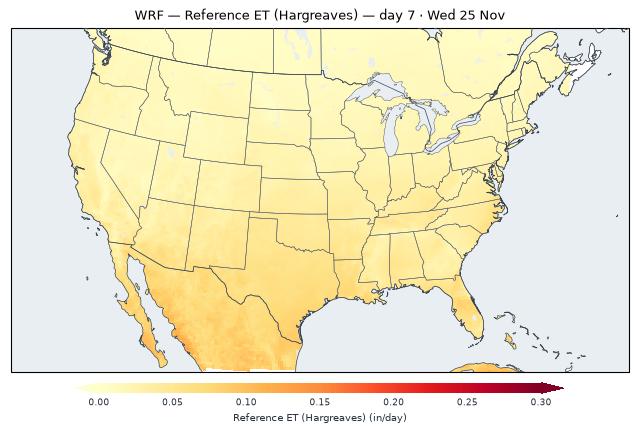 WRF — Reference ET (Hargreaves) — day 7 · Wed 25 Nov
0.00 0.05 0.10 0.15 0.20 0.25 0.30
Reference ET (Hargreaves) (in/day)